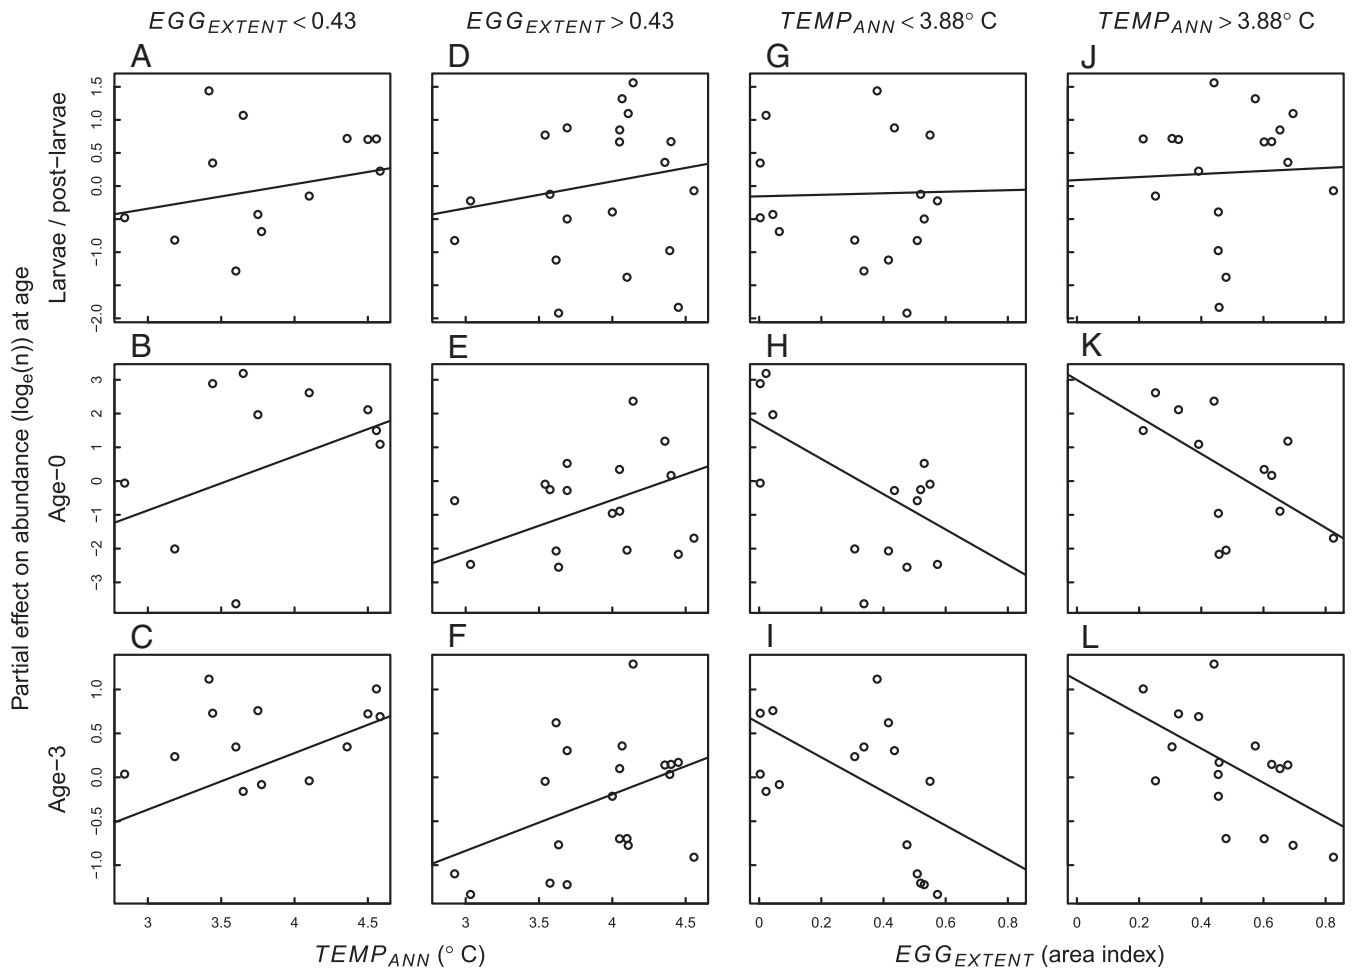 EGG_EXTENT < 0.43 EGG_EXTENT > 0.43 TEMP_ANN < 3.88° C TEMP_ANN > 3.88° C
A D G J
1.5
1.0
0.5
0.0
−1.0
−2.0
Larvae / post−larvae
B E H K
3
2
1
0
−1
−2
−3
Age−0
Partial effect on abundance (logₑ(n)) at age
C F I L
1.0
0.5
0.0
−0.5
−1.0
Age−3
3 3.5 4 4.5 3 3.5 4 4.5 0 0.2 0.4 0.6 0.8 0 0.2 0.4 0.6 0.8
TEMP_ANN (° C) EGG_EXTENT (area index)